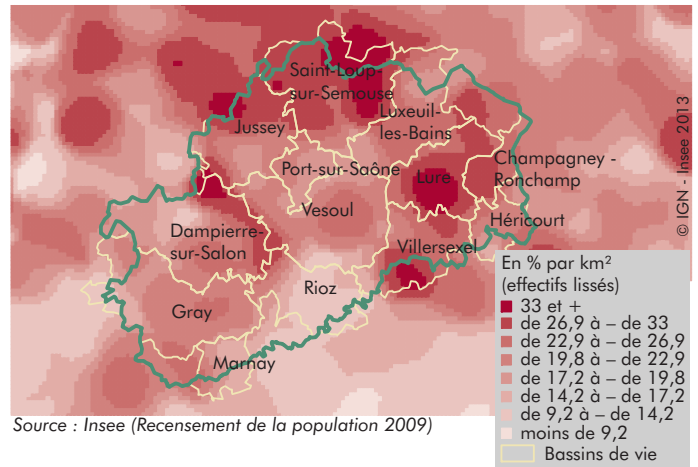 Saint-Loup-
sur-Semouse
Luxeuil-
les-Bains
Jussey
Port-sur-Saône
Lure
Champagney -
Ronchamp
Vesoul
Héricourt
Dampierre-
sur-Salon
Villersexel
Rioz
Gray
Marnay
© IGN - Insee 2013
En % par km²
(effectifs lissés)
33 et +
de 26,9 à – de 33
de 22,9 à – de 26,9
de 19,8 à – de 22,9
de 17,2 à – de 19,8
de 14,2 à – de 17,2
de 9,2 à – de 14,2
moins de 9,2
Bassins de vie
Source : Insee (Recensement de la population 2009)